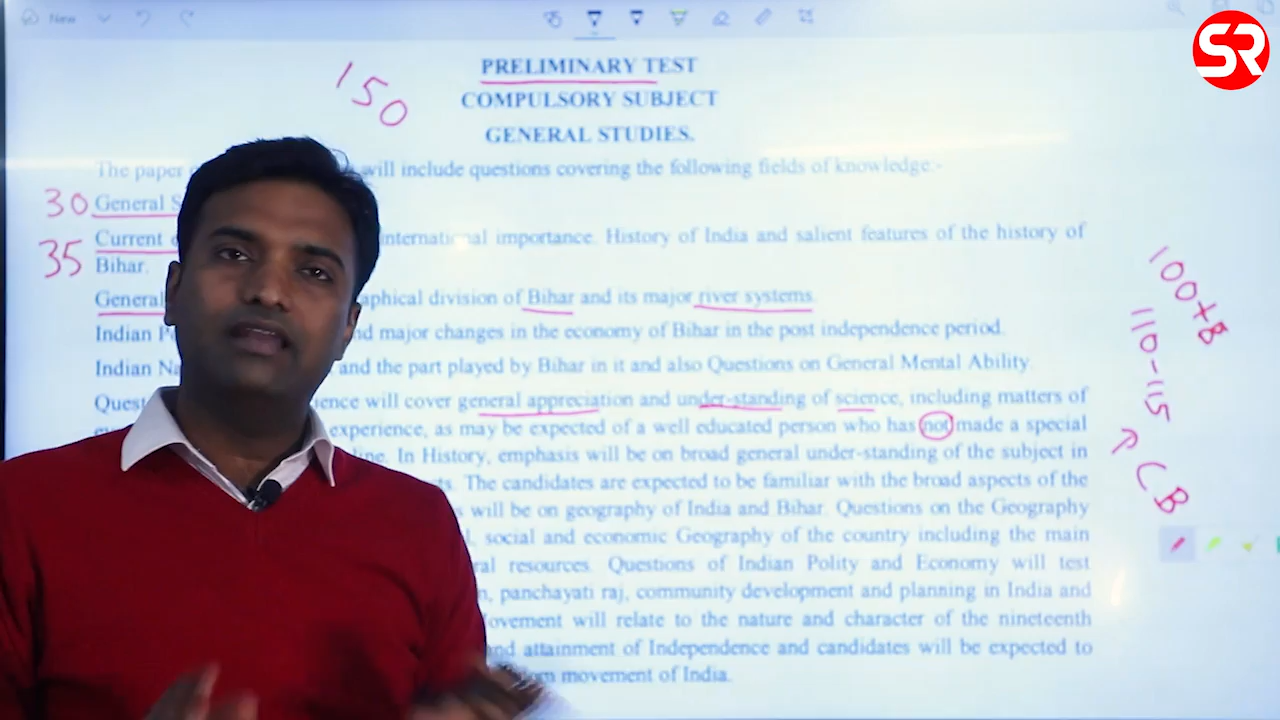 New
SR
PRELIMINARY TEST
COMPULSORY SUBJECT
GENERAL STUDIES.
150
The paper will include questions covering the following fields of knowledge:-
30 General S
35 Current international importance. History of India and salient features of the history of
Bihar.
General aphical division of Bihar and its major river systems.
Indian P nd major changes in the economy of Bihar in the post independence period.
Indian Na and the part played by Bihar in it and also Questions on General Mental Ability.
Quest ience will cover general appreciation and under-standing of science, including matters of
experience, as may be expected of a well educated person who has not made a special
line. In History, emphasis will be on broad general under-standing of the subject in
ts. The candidates are expected to be familiar with the broad aspects of the
will be on geography of India and Bihar. Questions on the Geography
l, social and economic Geography of the country including the main
ral resources. Questions of Indian Polity and Economy will test
n, panchayati raj, community development and planning in India and
ovement will relate to the nature and character of the nineteenth
nd attainment of Independence and candidates will be expected to
dom movement of India.
100+8
110-115
CB